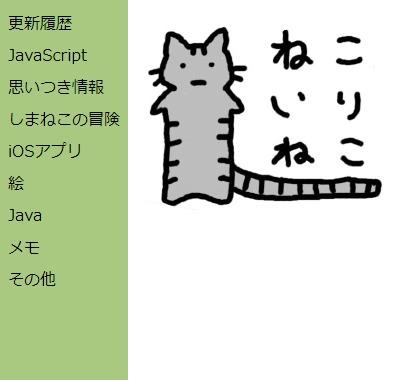 更新履歴
JavaScript
思いつき情報
しまねこの冒険
iOSアプリ
絵
Java
メモ
その他
こりこ
ねいね